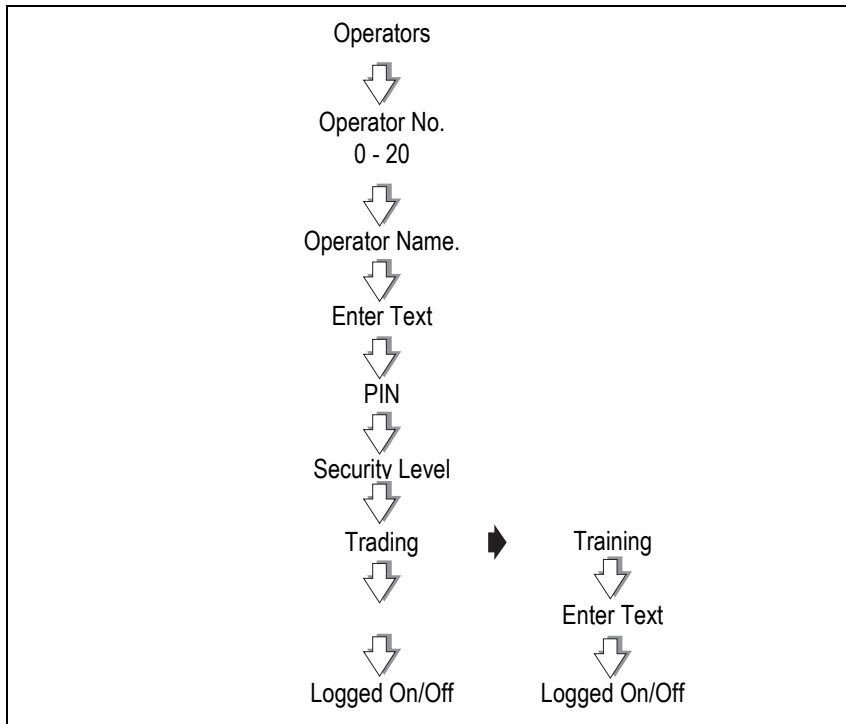 Operators
Operator No.
0 - 20
Operator Name.
Enter Text
PIN
Security Level
Trading
Training
Enter Text
Logged On/Off
Logged On/Off